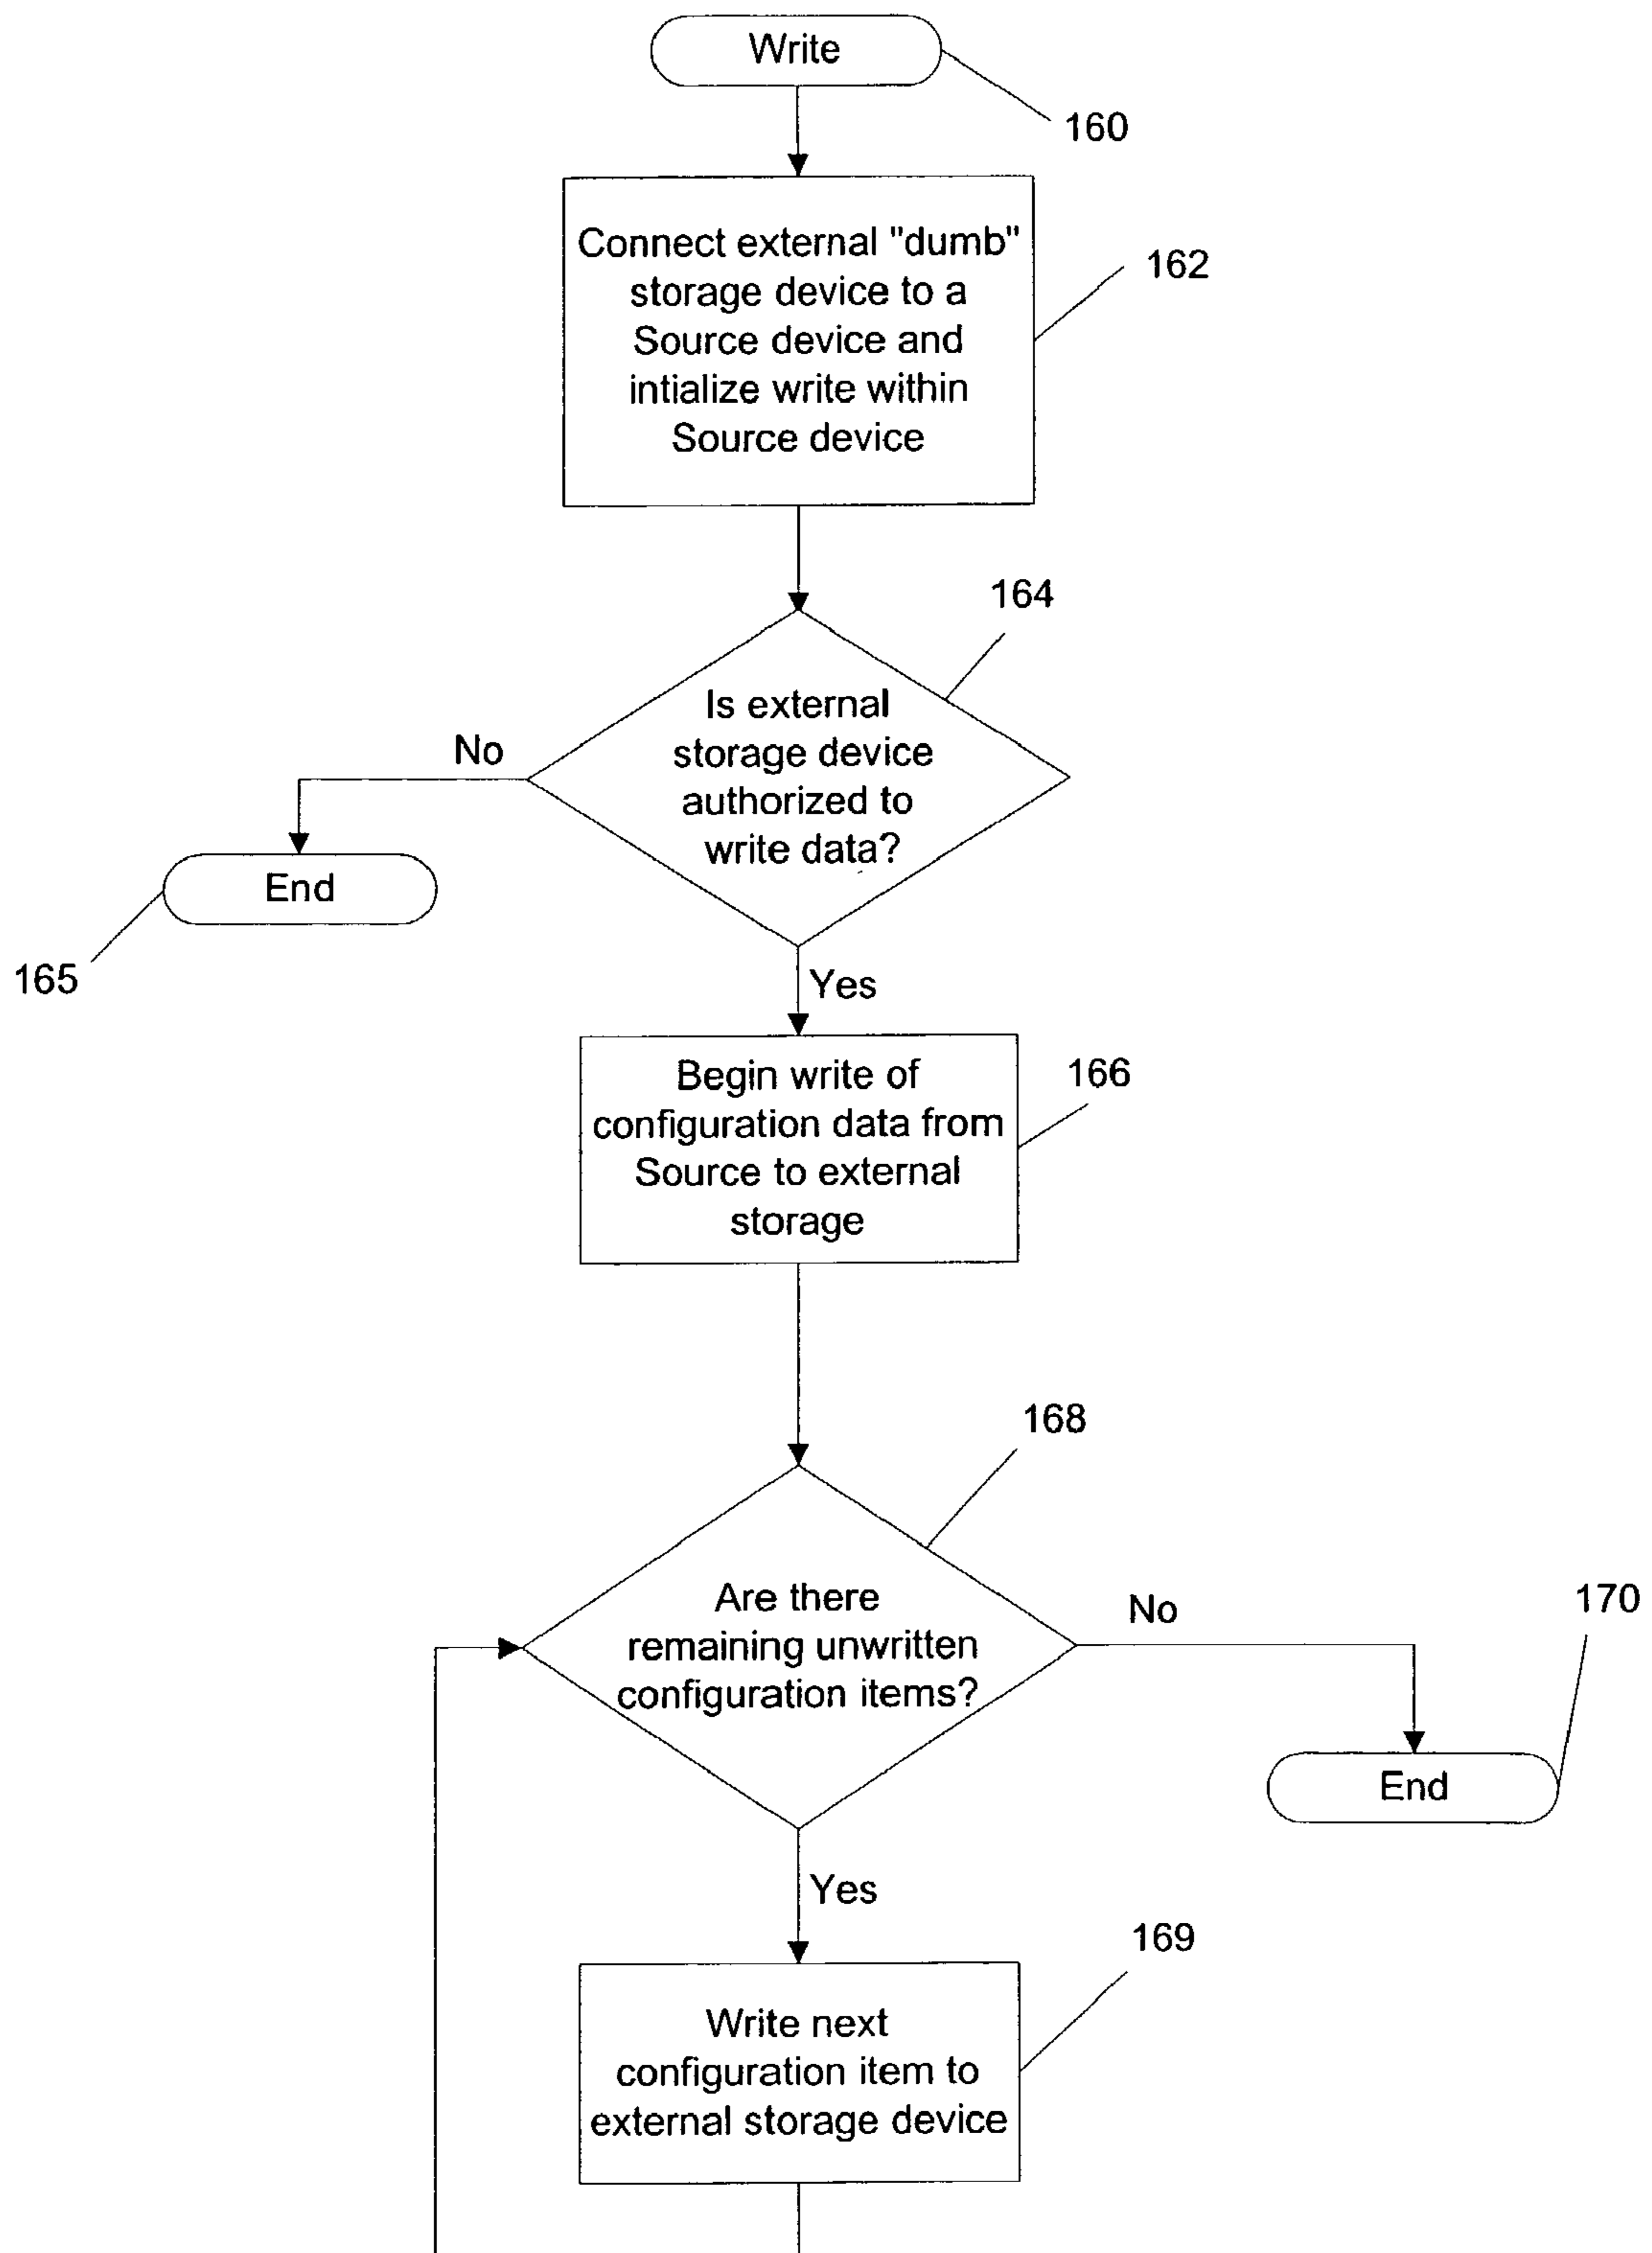 Write
160
Connect external "dumb"
storage device to a
Source device and
intialize write within
Source device
162
164
Is external
storage device
authorized to
write data?
No
End
165
Yes
Begin write of
configuration data from
Source to external
storage
166
168
Are there
remaining unwritten
configuration items?
No
170
End
Yes
169
Write next
configuration item to
external storage device